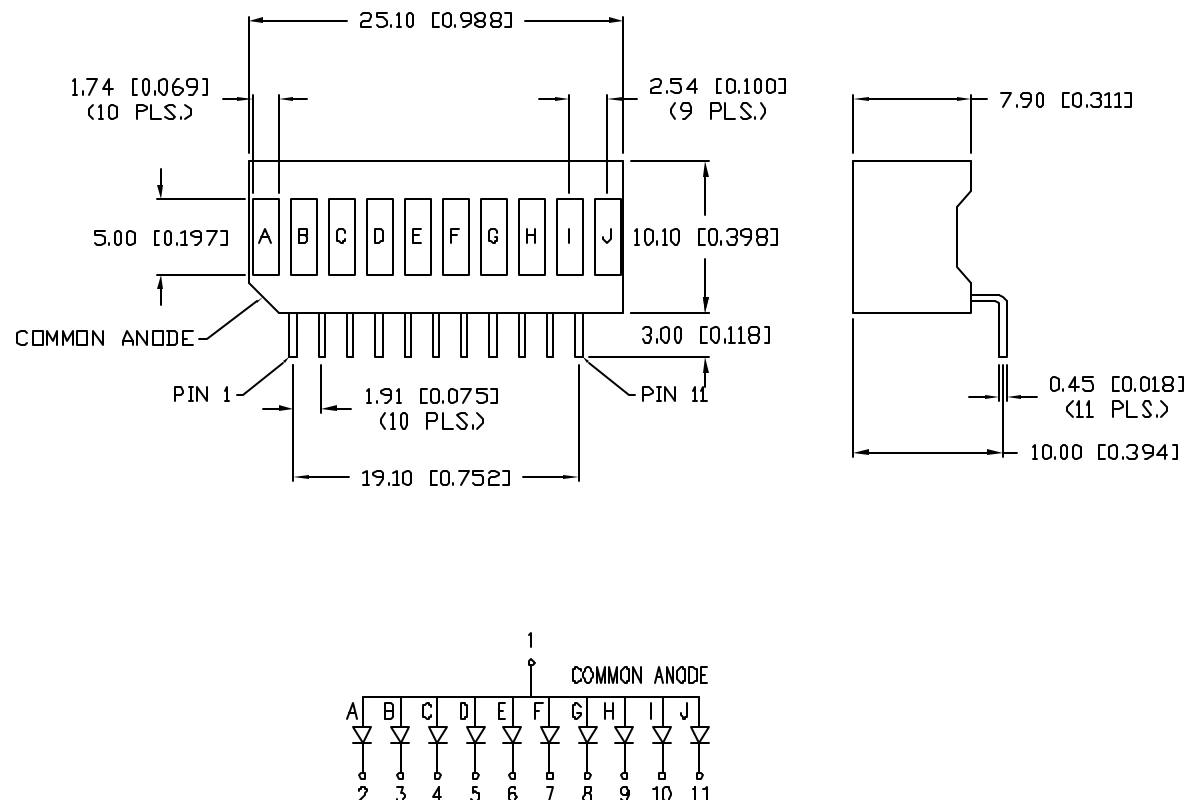 25.10 [0.988]
1.74 [0.069]
(10 PLS.)
2.54 [0.100]
(9 PLS.)
7.90 [0.311]
5.00 [0.197]
A B C D E F G H I J
10.10 [0.398]
COMMON ANODE
3.00 [0.118]
PIN 1
1.91 [0.075]
(10 PLS.)
PIN 11
0.45 [0.018]
(11 PLS.)
19.10 [0.752]
10.00 [0.394]
1
COMMON ANODE
A B C D E F G H I J
2 3 4 5 6 7 8 9 10 11